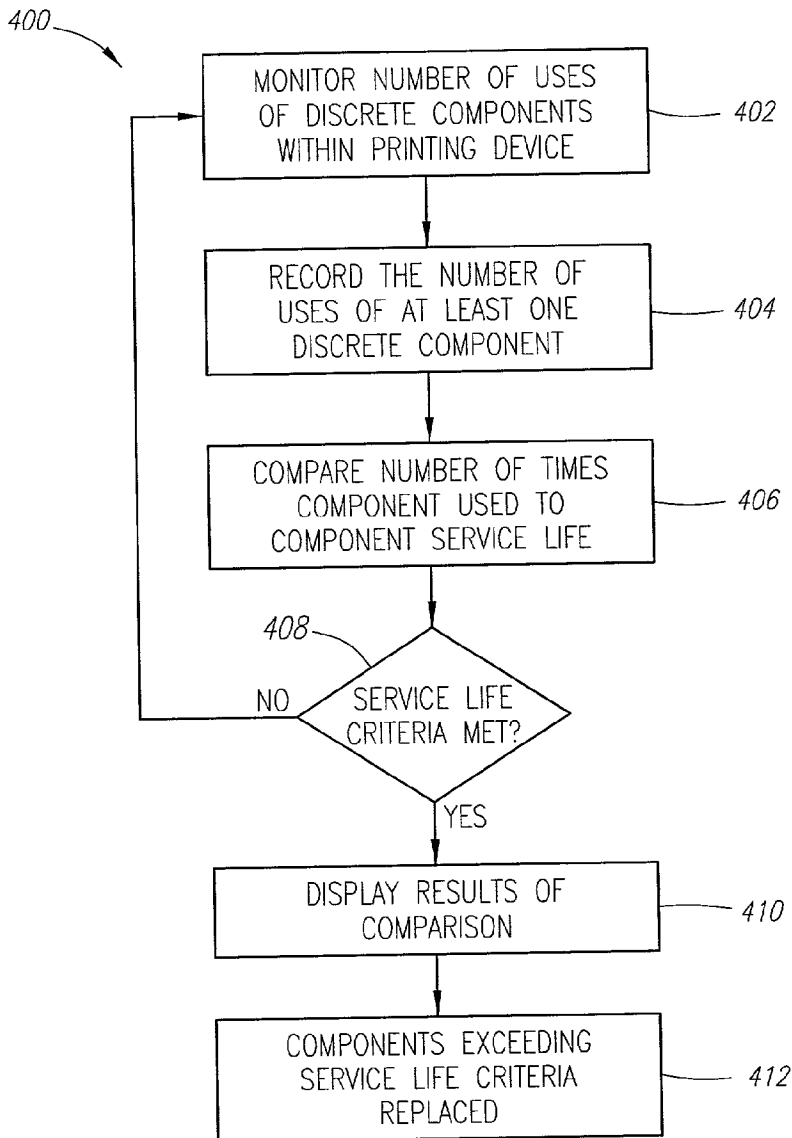 400
MONITOR NUMBER OF USES
OF DISCRETE COMPONENTS
WITHIN PRINTING DEVICE
402
RECORD THE NUMBER OF
USES OF AT LEAST ONE
DISCRETE COMPONENT
404
COMPARE NUMBER OF TIMES
COMPONENT USED TO
COMPONENT SERVICE LIFE
406
408
NO
SERVICE LIFE
CRITERIA MET?
YES
DISPLAY RESULTS OF
COMPARISON
410
COMPONENTS EXCEEDING
SERVICE LIFE CRITERIA
REPLACED
412